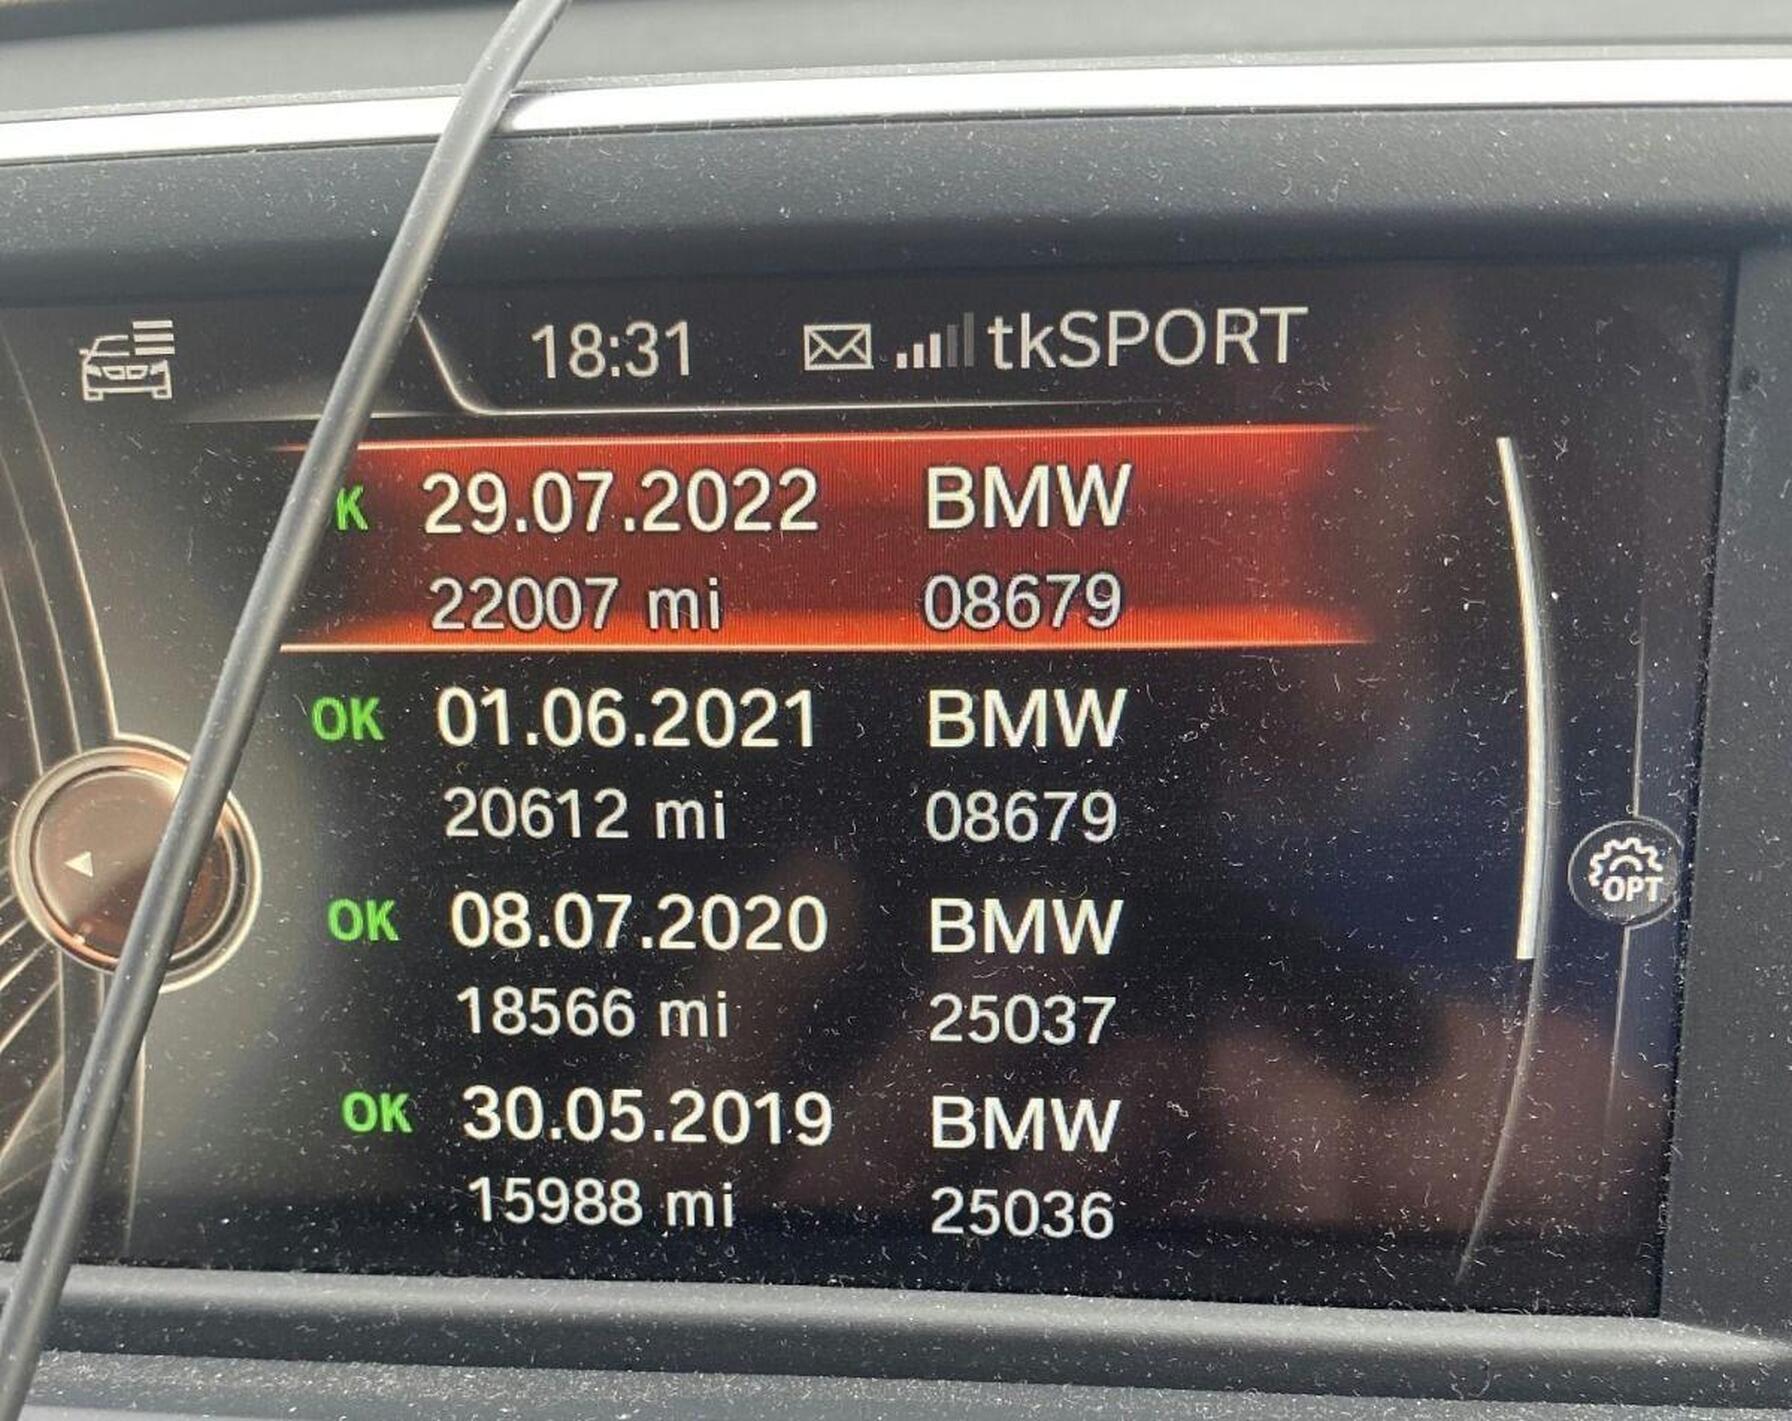 18:31 tkSPORT
K 29.07.2022 BMW
22007 mi 08679
OK 01.06.2021 BMW
20612 mi 08679
OK 08.07.2020 BMW
18566 mi 25037
OPT
OK 30.05.2019 BMW
15988 mi 25036